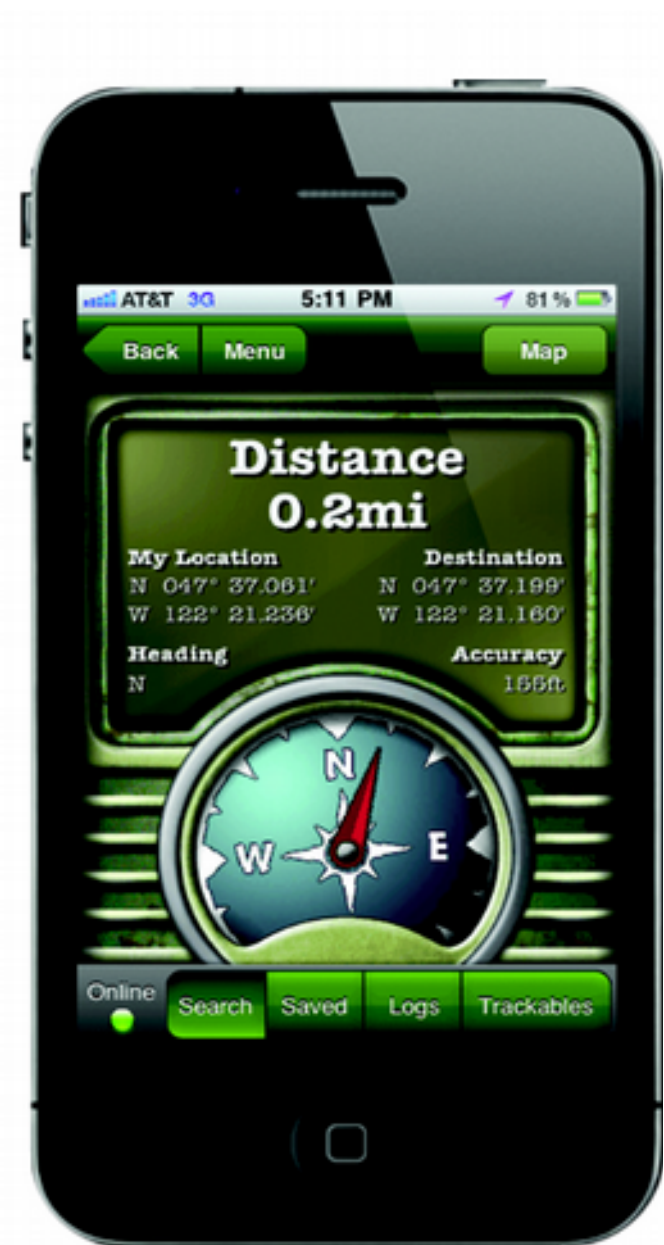 AT&T 3G 5:11 PM 81%
Back Menu Map
Distance
0.2mi
My Location Destination
N 047° 37.061' N 047° 37.199'
W 122° 21.236' W 122° 21.160'
Heading Accuracy
N 155ft
N
W E
Online Search Saved Logs Trackables